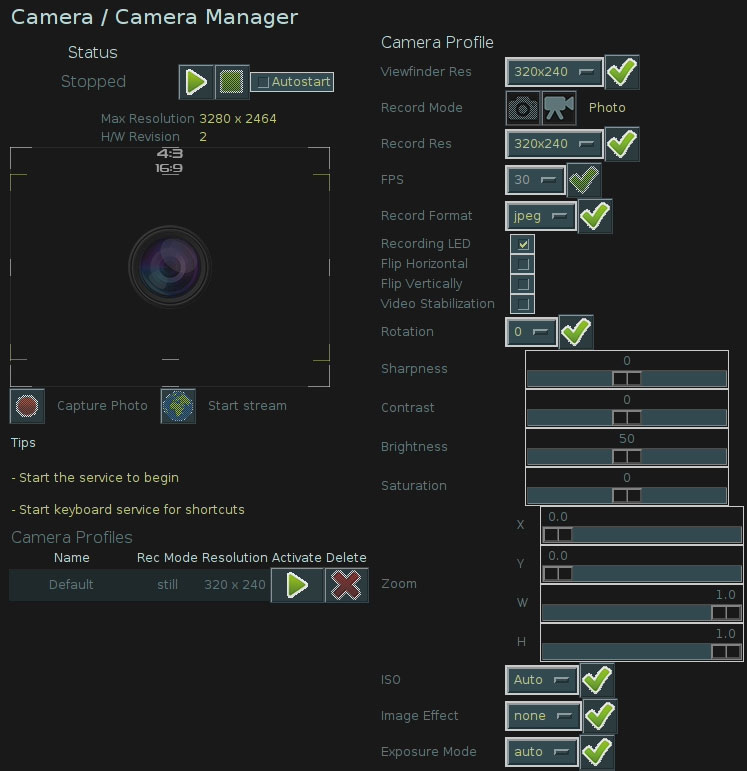 Camera / Camera Manager
Status
Stopped
Autostart
Max Resolution 3280 x 2464
H/W Revision 2
4:3
16:9
Capture Photo
Start stream
Tips
- Start the service to begin
- Start keyboard service for shortcuts
Camera Profiles
Name Rec Mode Resolution Activate Delete
Default still 320 x 240
Camera Profile
Viewfinder Res 320x240
Record Mode Photo
Record Res 320x240
FPS 30
Record Format jpeg
Recording LED
Flip Horizontal
Flip Vertically
Video Stabilization
Rotation 0
Sharpness 0
Contrast 0
Brightness 50
Saturation 0
Zoom
X 0.0
Y 0.0
W 1.0
H 1.0
ISO Auto
Image Effect none
Exposure Mode auto